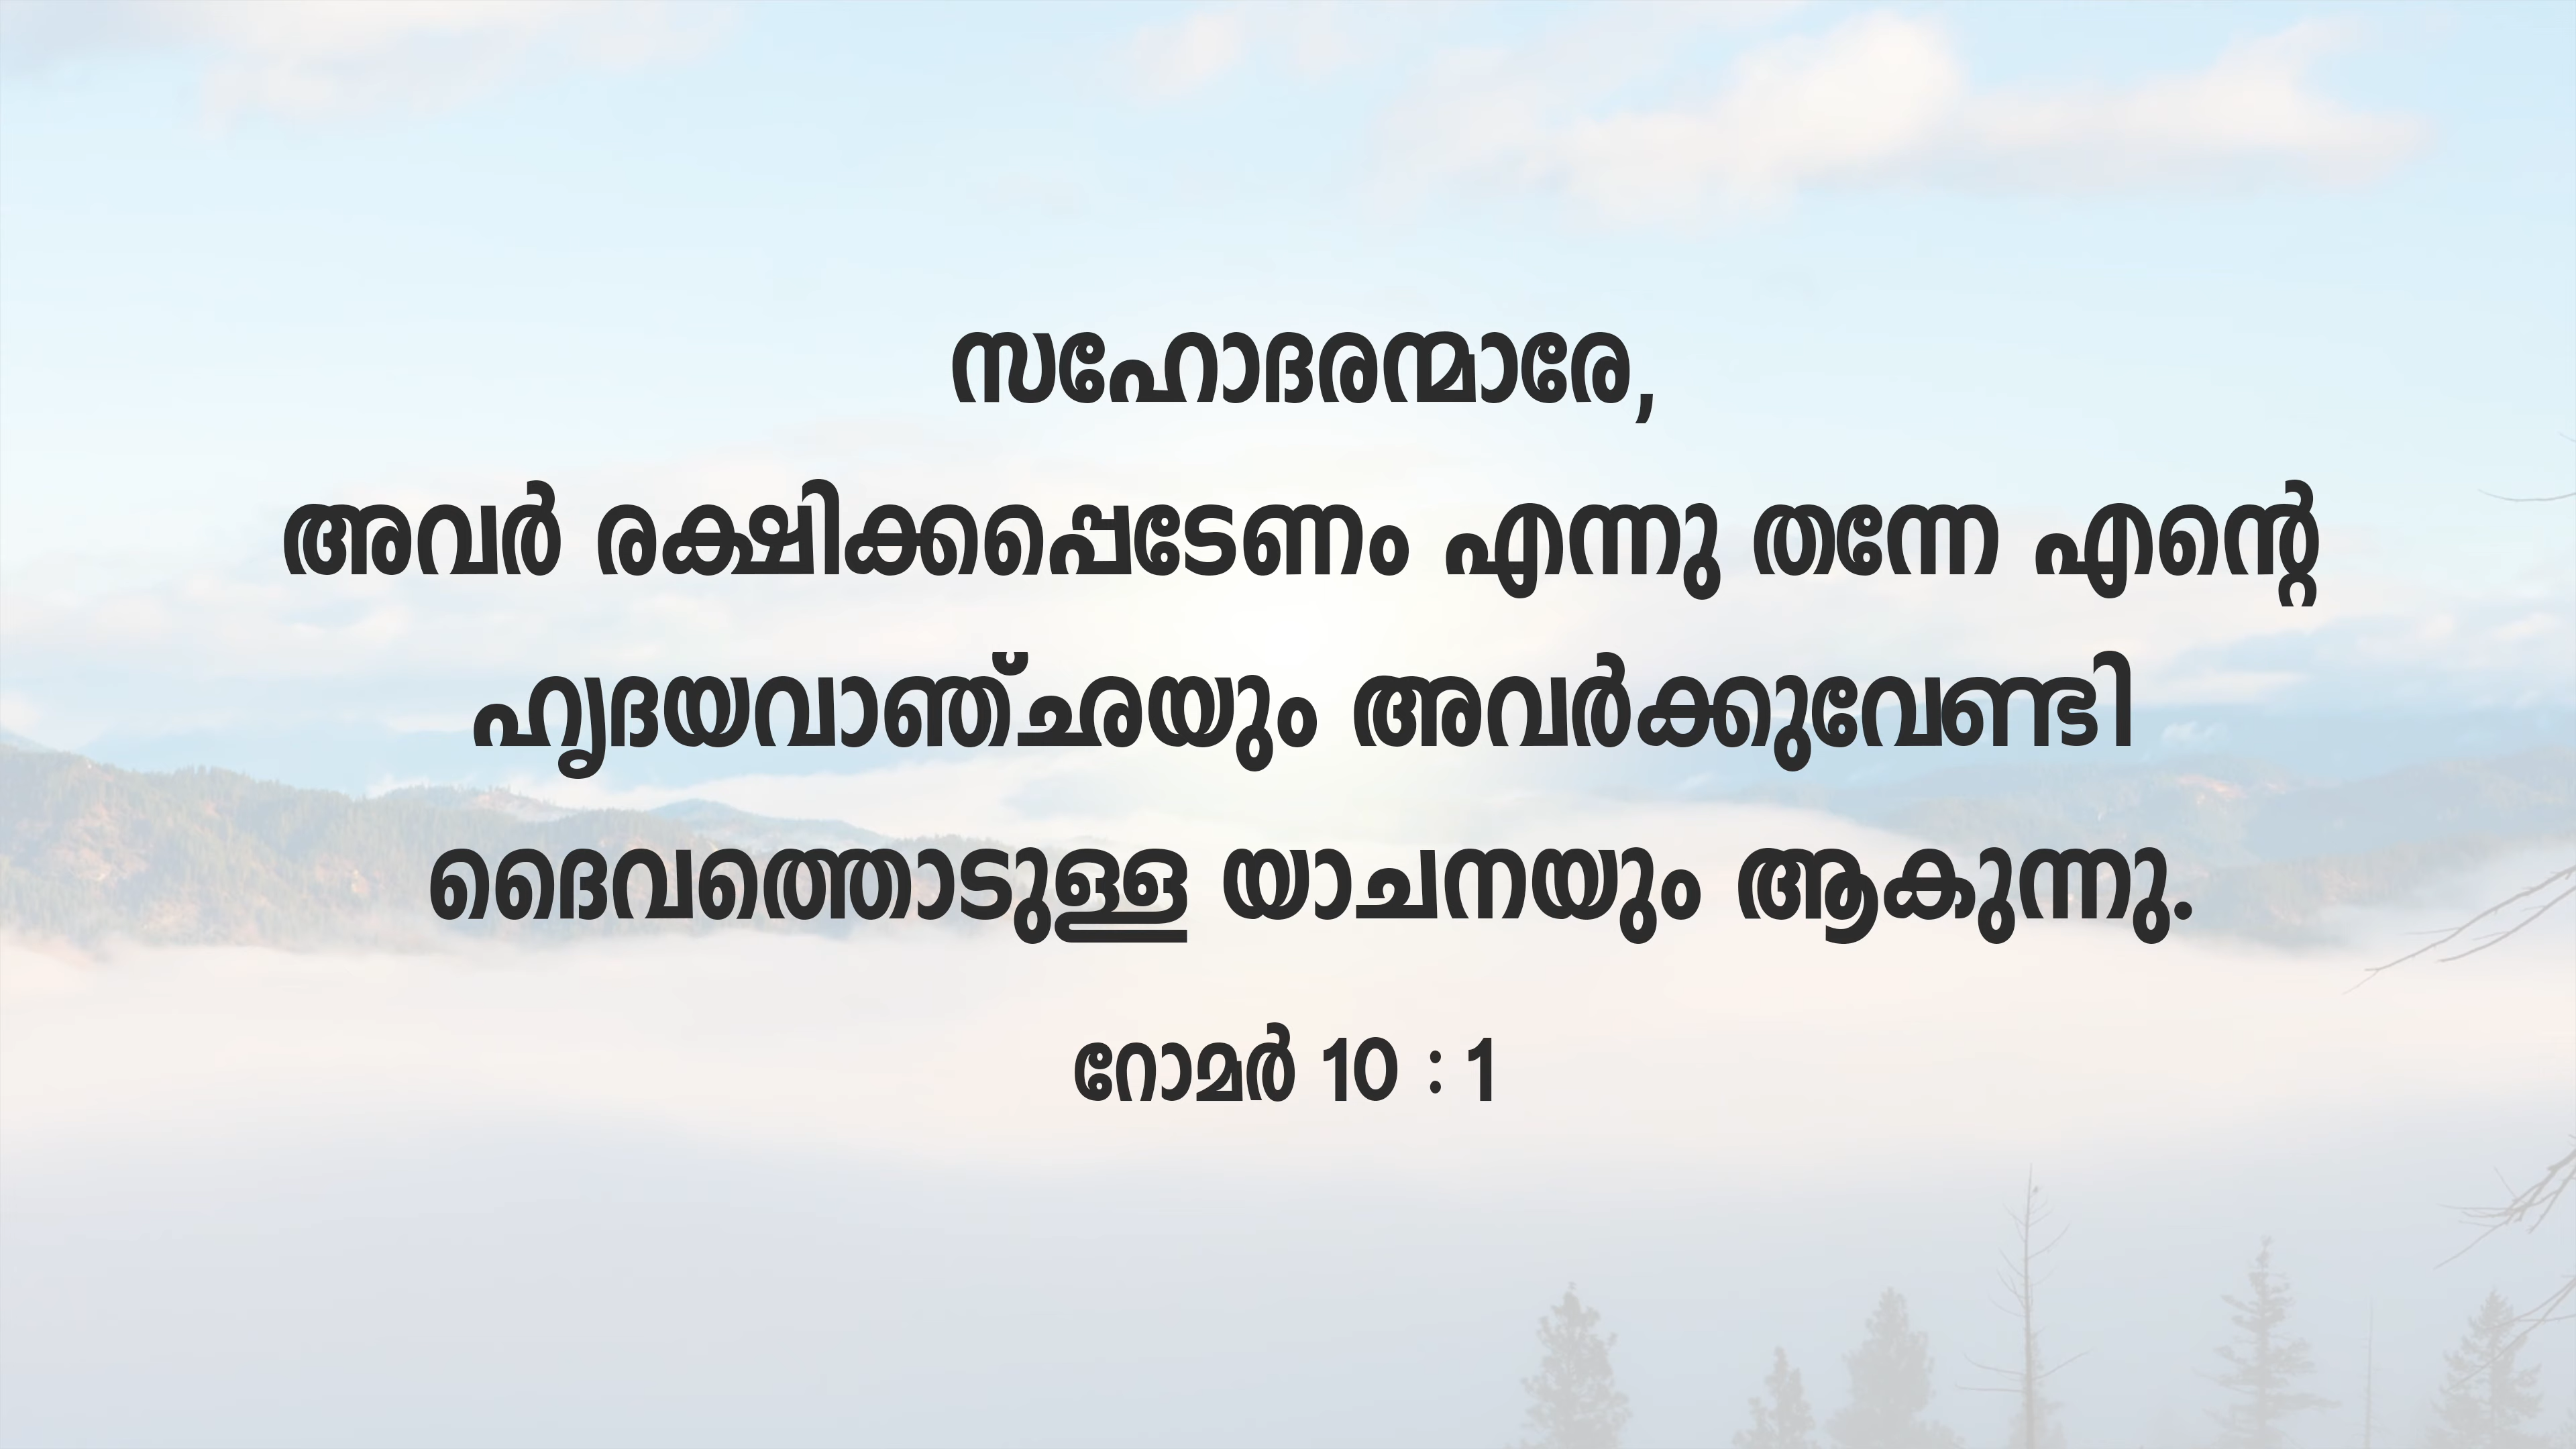 സഹോദരന്മാരേ,
അവർ രക്ഷിക്കപ്പെടേണം എന്നു തന്നേ എന്റെ
ഹൃദയവാഞ്ഛയും അവർക്കുവേണ്ടി
ദൈവത്തൊടുള്ള യാചനയും ആകുന്നു.
റോമർ 10 : 1